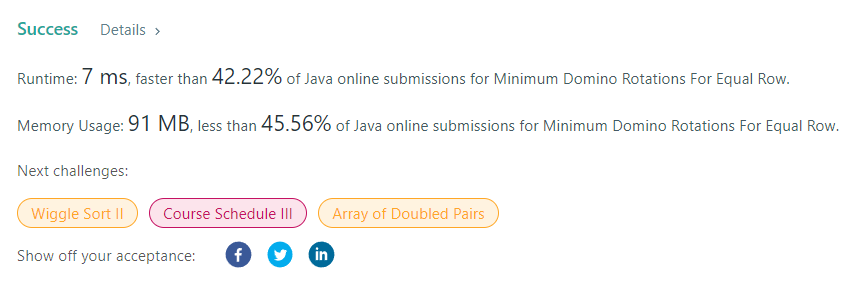 Success Details >
Runtime: 7 ms, faster than 42.22% of Java online submissions for Minimum Domino Rotations For Equal Row.
Memory Usage: 91 MB, less than 45.56% of Java online submissions for Minimum Domino Rotations For Equal Row.
Next challenges:
Wiggle Sort II Course Schedule III Array of Doubled Pairs
Show off your acceptance: f in